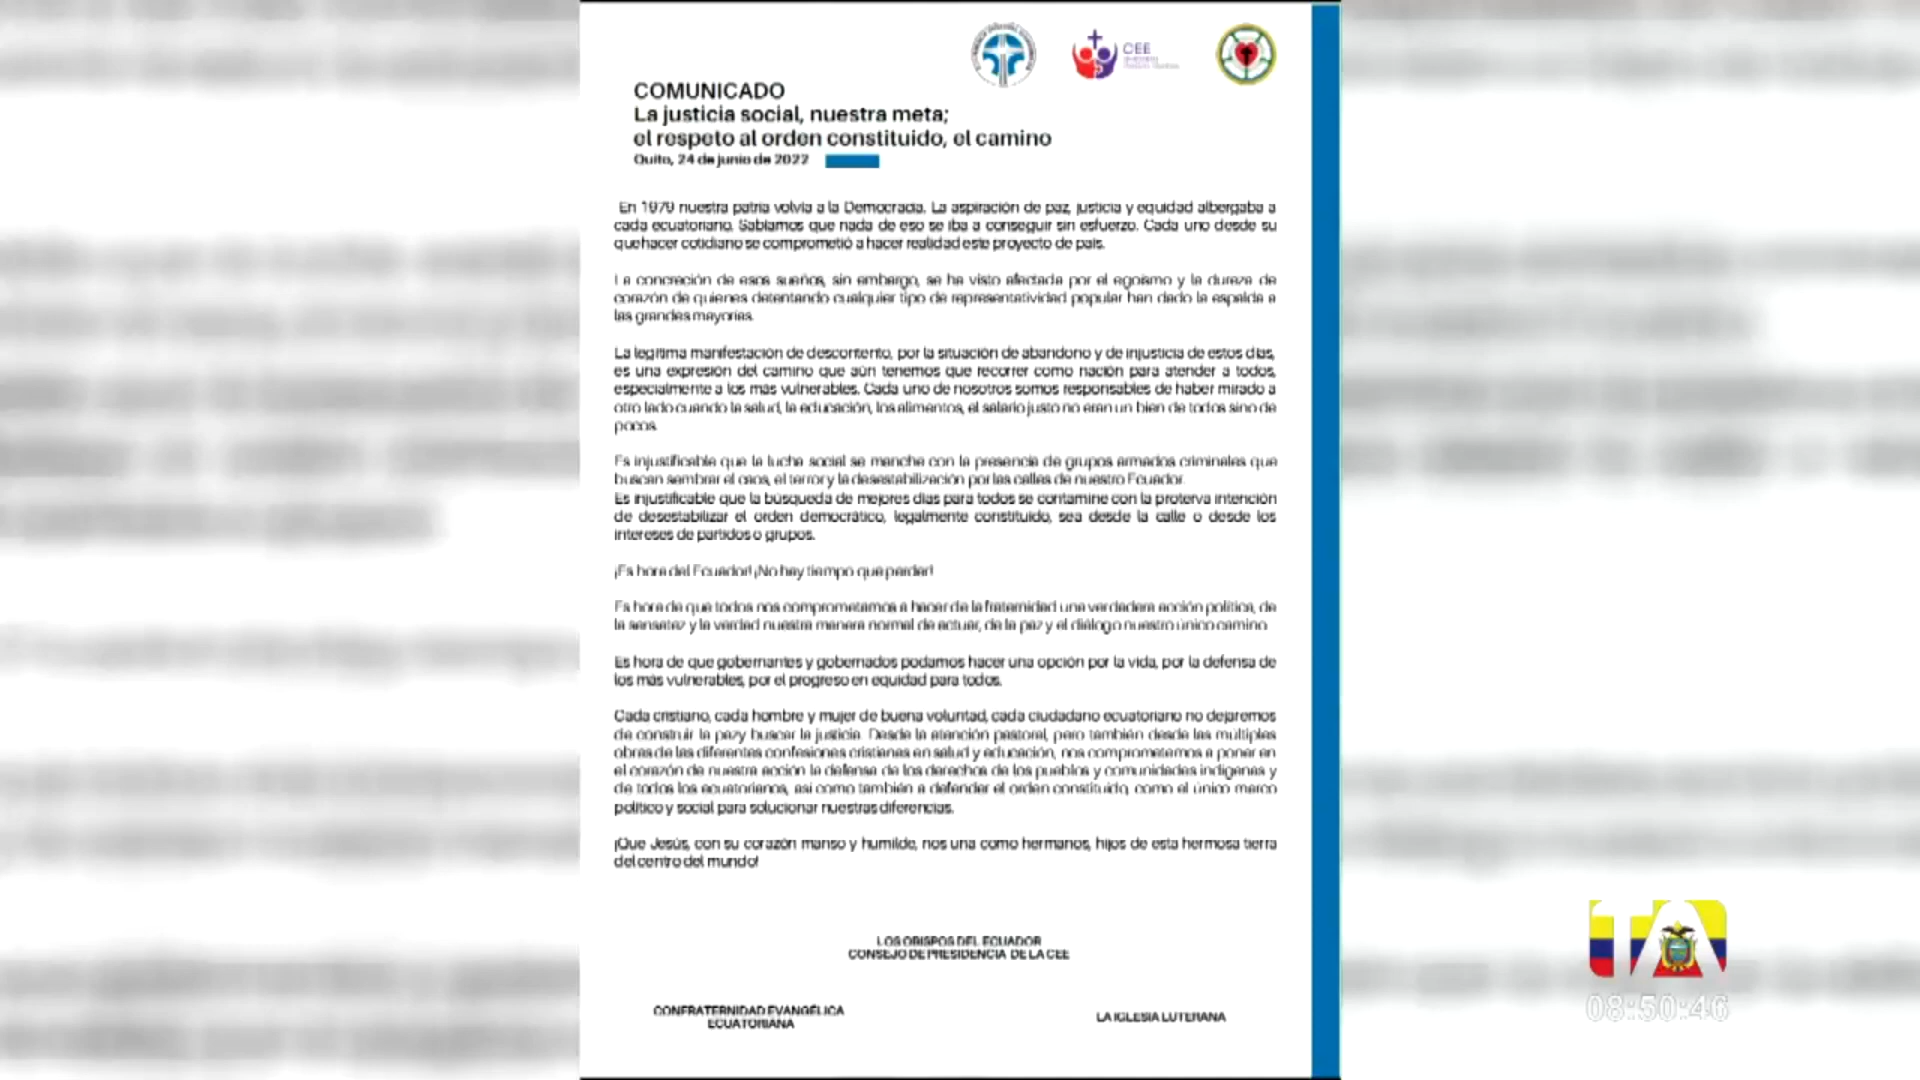 CEE
COMUNICADO
La justicia social, nuestra meta;
el respeto al orden constituido, el camino
Quito, 24 de junio de 2022
En 1979 nuestra patria volvía a la Democracia. La aspiración de paz, justicia y equidad albergaba a
cada ecuatoriano. Sabíamos que nada de eso se iba a conseguir sin esfuerzo. Cada uno desde su
quehacer cotidiano se comprometió a hacer realidad este proyecto de país.
La concreción de esos sueños, sin embargo, se ha visto afectada por el egoísmo y la dureza de
corazón de quienes detentando cualquier tipo de representatividad popular han dado la espalda a
las grandes mayorías.
La legítima manifestación de descontento, por la situación de abandono y de injusticia de estos días,
es una expresión del camino que aún tenemos que recorrer como nación para atender a todos,
especialmente a los más vulnerables. Cada uno de nosotros somos responsables de haber mirado a
otro lado cuando la salud, la educación, los alimentos, el salario justo no eran un bien de todos sino de
pocos.
Es injustificable que la lucha social se manche con la presencia de grupos armados criminales que
buscan sembrar el caos, el terror y la desestabilización por las calles de nuestro Ecuador.
Es injustificable que la búsqueda de mejores días para todos se contamine con la proterva intención
de desestabilizar el orden democrático, legalmente constituido, sea desde la calle o desde los
intereses de partidos o grupos.
¡Es hora del Ecuador! ¡No hay tiempo que perder!
Es hora de que todos nos comprometamos a hacer de la fraternidad una verdadera acción política, de
la sensatez y la verdad nuestra manera normal de actuar, de la paz y el diálogo nuestro único camino.
Es hora de que gobernantes y gobernados podamos hacer una opción por la vida, por la defensa de
los más vulnerables, por el progreso en equidad para todos.
Cada cristiano, cada hombre y mujer de buena voluntad, cada ciudadano ecuatoriano no dejaremos
de construir la paz y buscar la justicia. Desde la atención pastoral, pero también desde las múltiples
obras de las diferentes confesiones cristianas en salud y educación, nos comprometemos a poner en
el corazón de nuestra acción la defensa de los derechos de los pueblos y comunidades indígenas y
de todos los ecuatorianos, así como también a defender el orden constituido, como el único marco
político y social para solucionar nuestras diferencias.
¡Que Jesús, con su corazón manso y humilde, nos una como hermanos, hijos de esta hermosa tierra
del centro del mundo!
LOS OBISPOS DEL ECUADOR
CONSEJO DE PRESIDENCIA DE LA CEE
CONFRATERNIDAD EVANGÉLICA
ECUATORIANA
LA IGLESIA LUTERANA
TA
08:50:46